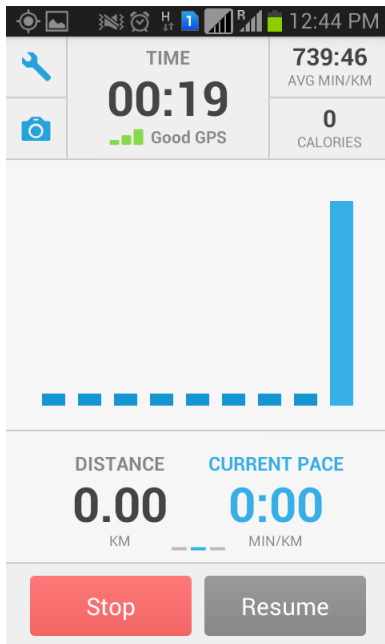 H 1 R 12:44 PM
TIME
00:19
Good GPS
739:46
AVG MIN/KM
0
CALORIES
DISTANCE
0.00
KM
CURRENT PACE
0:00
MIN/KM
Stop
Resume